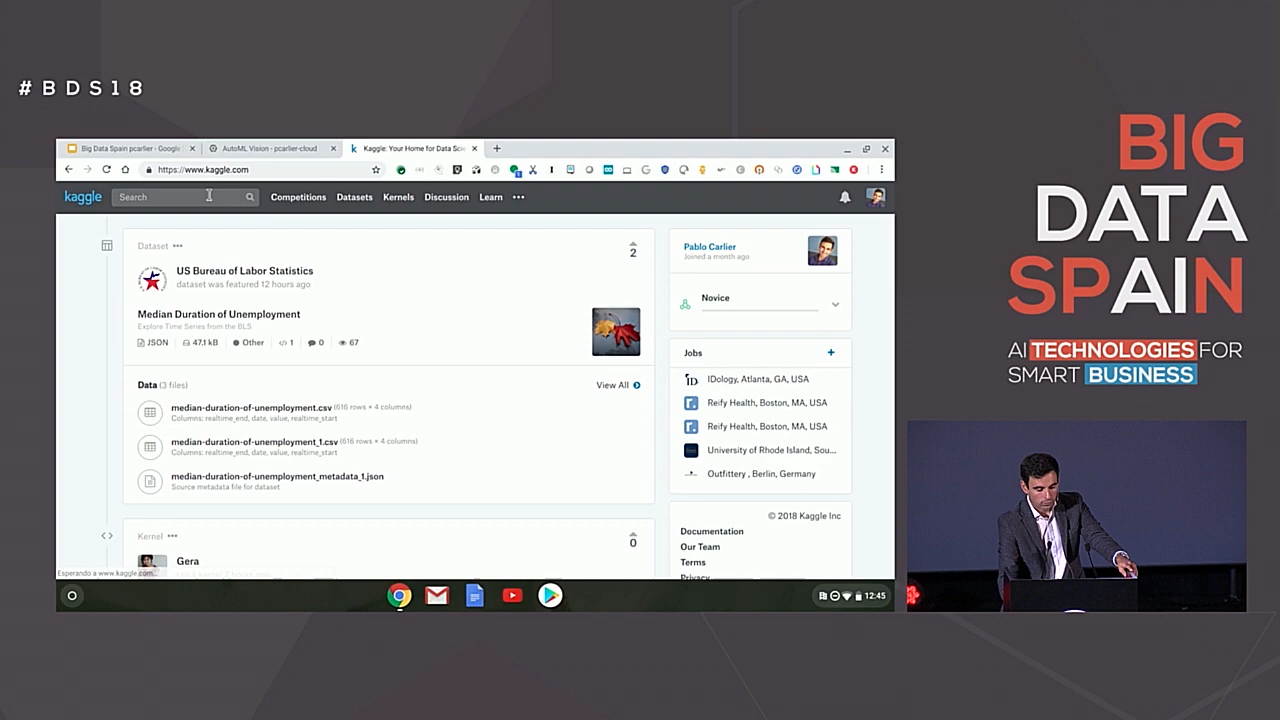 #BDS18
BIG
DATA
SPAIN
AI TECHNOLOGIES FOR
SMART BUSINESS
Big Data Spain pcarlier - Google
AutoML Vision - pcarlier-cloud
Kaggle: Your Home for Data Scie
https://www.kaggle.com
kaggle
Search
Competitions Datasets Kernels Discussion Learn
Dataset
2
US Bureau of Labor Statistics
dataset was featured 12 hours ago
Median Duration of Unemployment
Explore Time Series from the BLS
JSON 47.1 kB Other 1 0 67
Data (3 files)
View All
median-duration-of-unemployment.csv (616 rows × 4 columns)
Columns: realtime_end, date, value, realtime_start
median-duration-of-unemployment_1.csv (616 rows × 4 columns)
Columns: realtime_end, date, value, realtime_start
median-duration-of-unemployment_metadata_1.json
Source metadata file for dataset
Kernel
0
Gera
Esperando a www.kaggle.com...
Pablo Carlier
Joined a month ago
Novice
Jobs
IDology, Atlanta, GA, USA
Reify Health, Boston, MA, USA
Reify Health, Boston, MA, USA
University of Rhode Island, Sou...
Outfittery , Berlin, Germany
© 2018 Kaggle Inc
Documentation
Our Team
Terms
Privacy
12:45